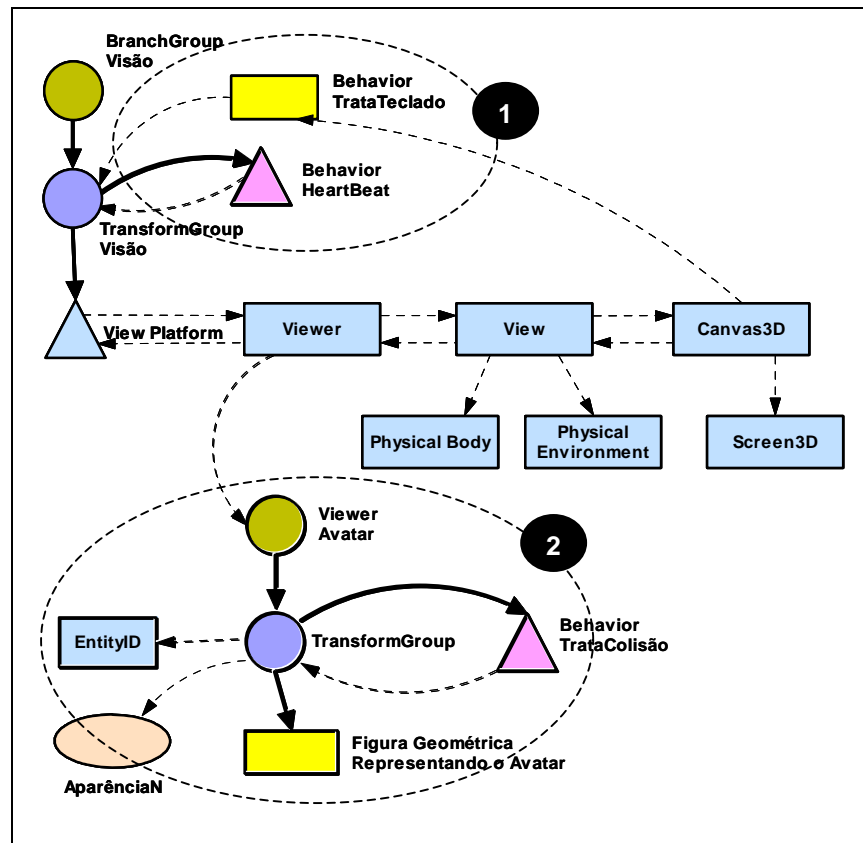 BranchGroup
Visão
Behavior
TrataTeclado
1
Behavior
HeartBeat
TransformGroup
Visão
View Platform
Viewer
View
Canvas3D
Physical Body
Physical
Environment
Screen3D
Viewer
Avatar
2
EntityID
TransformGroup
Behavior
TrataColisão
Figura Geométrica
Representando o Avatar
AparênciaN